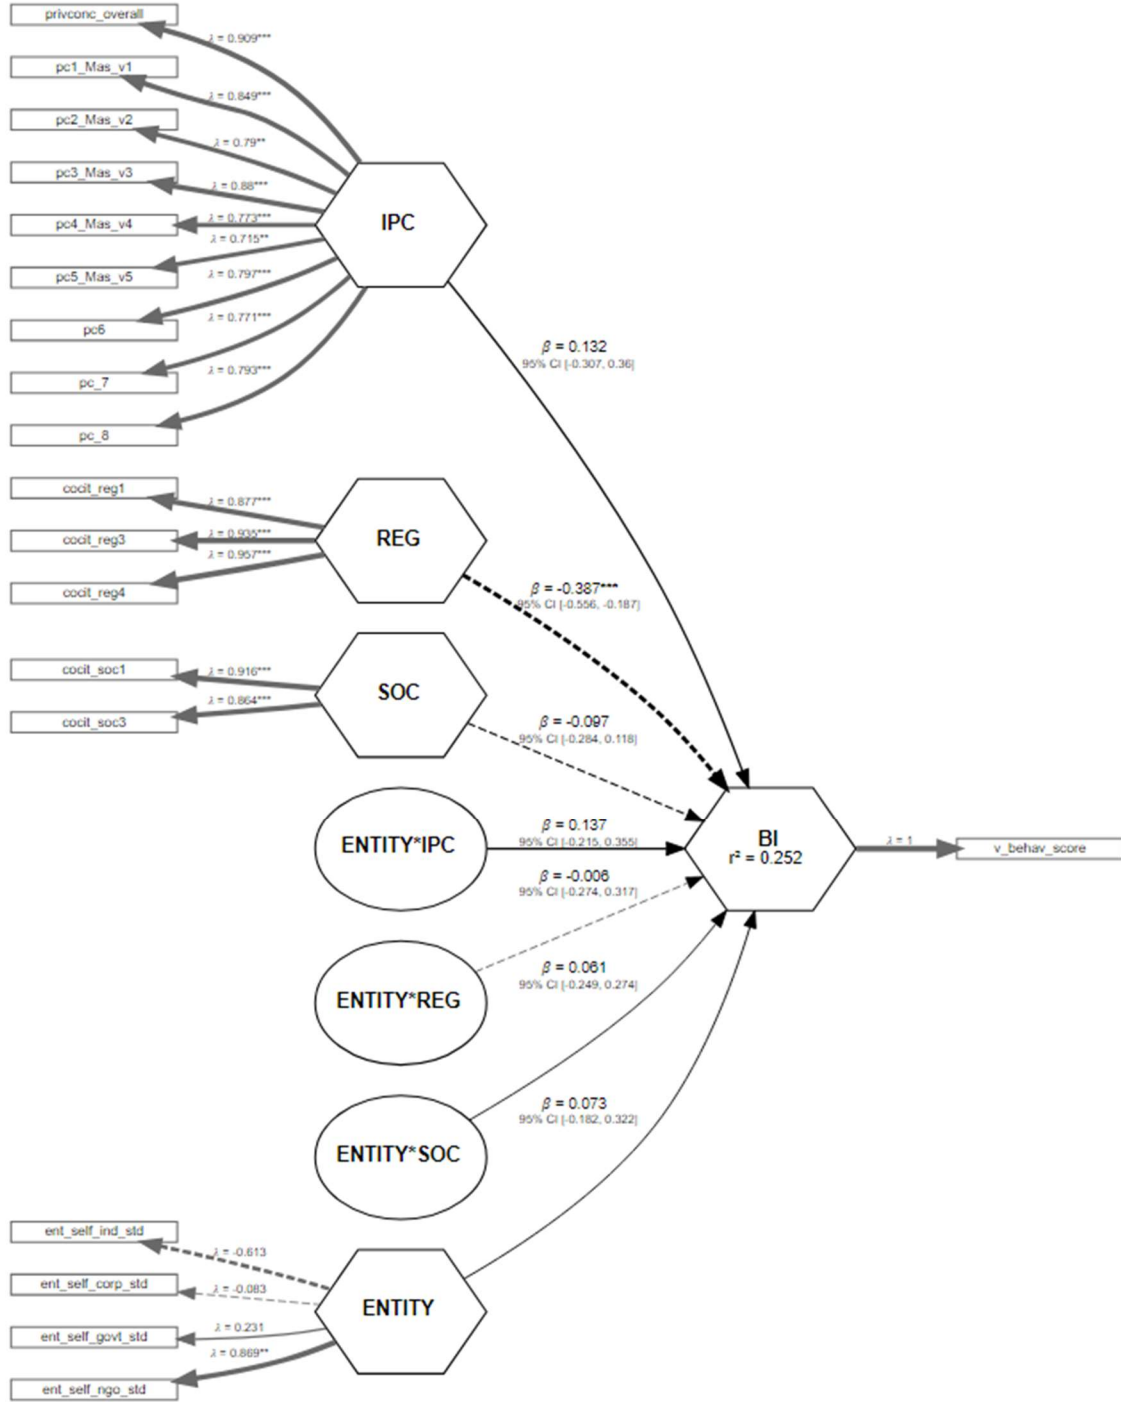 privconc_overall
λ = 0.909***
pc1_Mas_v1
λ = 0.849***
pc2_Mas_v2
λ = 0.79**
pc3_Mas_v3
λ = 0.88***
pc4_Mas_v4
λ = 0.773***
pc5_Mas_v5
λ = 0.715**
pc6
λ = 0.797***
pc_7
λ = 0.771***
pc_8
λ = 0.793***
IPC
β = 0.132
95% CI [-0.307, 0.36]
cocit_reg1
λ = 0.877***
cocit_reg3
λ = 0.935***
cocit_reg4
λ = 0.957***
REG
β = -0.387***
95% CI [-0.556, -0.187]
cocit_soc1
λ = 0.916***
cocit_soc3
λ = 0.864***
SOC
β = -0.097
95% CI [-0.284, 0.118]
ENTITY*IPC
β = 0.137
95% CI [-0.215, 0.355]
BI
r² = 0.252
λ = 1
v_behav_score
β = -0.006
95% CI [-0.274, 0.317]
ENTITY*REG
β = 0.061
95% CI [-0.249, 0.274]
ENTITY*SOC
β = 0.073
95% CI [-0.182, 0.322]
ent_self_ind_std
λ = -0.613
ent_self_corp_std
λ = -0.083
ent_self_govt_std
λ = 0.231
ent_self_ngo_std
λ = 0.869**
ENTITY